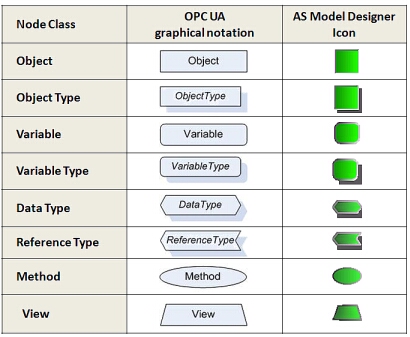 Node Class
OPC UA
graphical notation
AS Model Designer
Icon
Object
Object
Object Type
ObjectType
Variable
Variable
Variable Type
VariableType
Data Type
DataType
Reference Type
ReferenceType
Method
Method
View
View